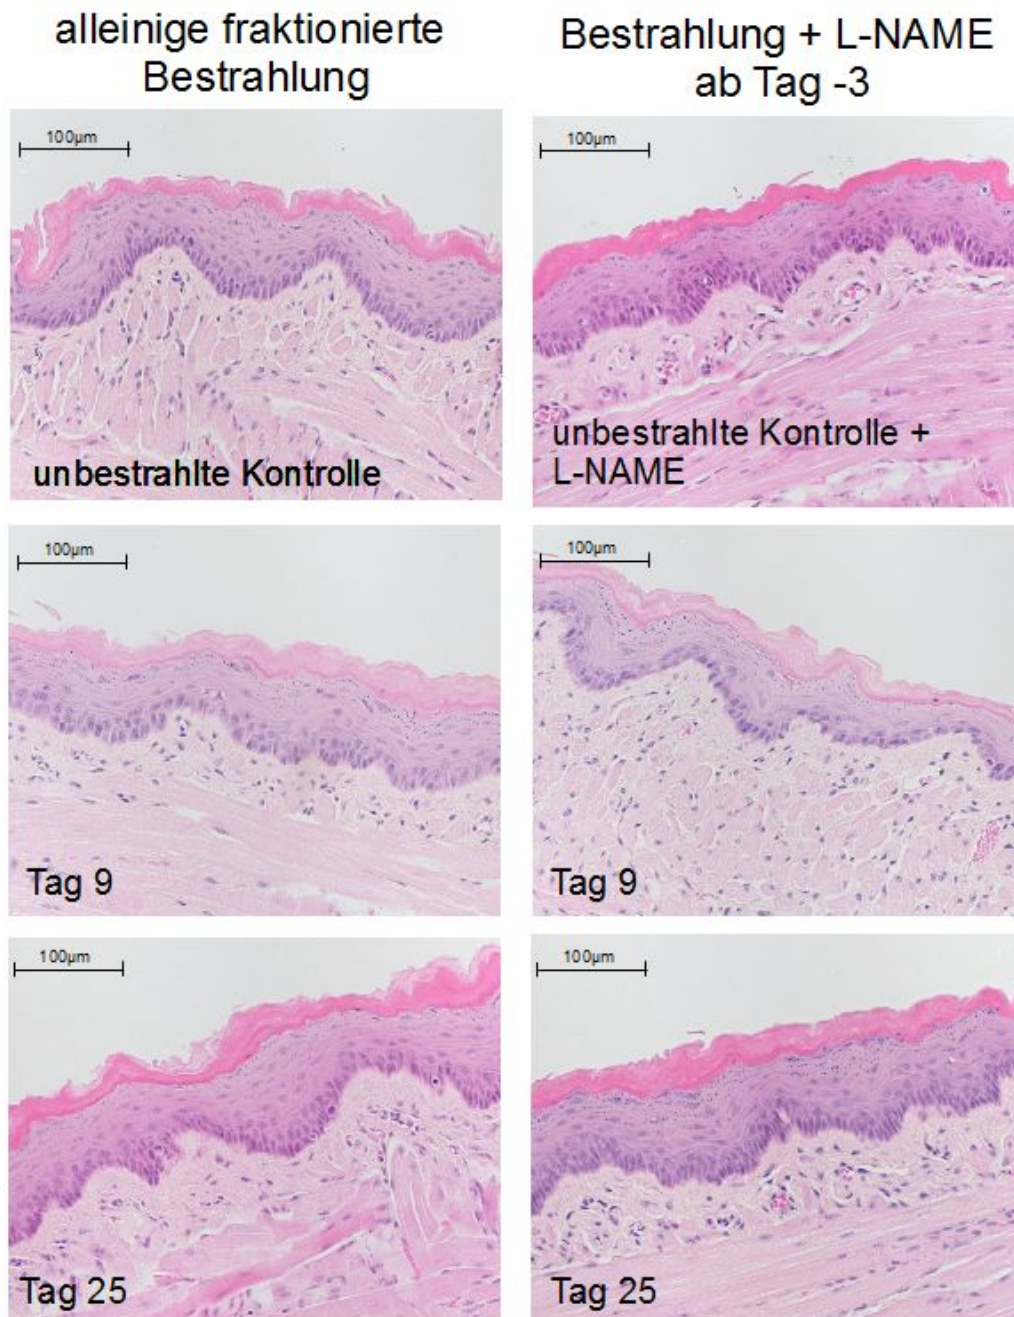 alleinige fraktionierte
Bestrahlung
Bestrahlung + L-NAME
ab Tag -3
100µm
unbestrahlte Kontrolle
100µm
unbestrahlte Kontrolle +
L-NAME
100µm
Tag 9
100µm
Tag 9
100µm
Tag 25
100µm
Tag 25